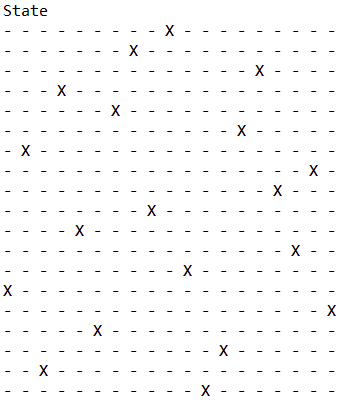 State
- - - - - - - - - X - - - - - - - - -
- - - - - - - X - - - - - - - - - - -
- - - - - - - - - - - - - - X - - - -
- - - X - - - - - - - - - - - - - - -
- - - - - - X - - - - - - - - - - - -
- - - - - - - - - - - - - X - - - - -
- X - - - - - - - - - - - - - - - - -
- - - - - - - - - - - - - - - - - X -
- - - - - - - - - - - - - - - X - - -
- - - - - - - - X - - - - - - - - - -
- - - - X - - - - - - - - - - - - - -
- - - - - - - - - - - - - - - - X - -
- - - - - - - - - - X - - - - - - - -
X - - - - - - - - - - - - - - - - - -
- - - - - - - - - - - - - - - - - - X
- - - - - X - - - - - - - - - - - - -
- - - - - - - - - - - - X - - - - - -
- - X - - - - - - - - - - - - - - - -
- - - - - - - - - - - X - - - - - - -